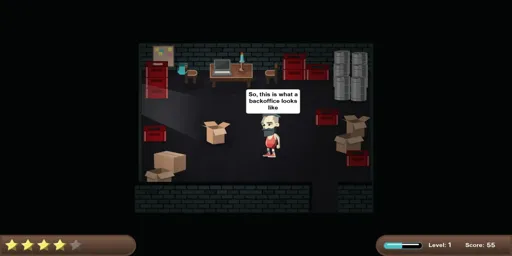 So, this is what a
backoffice looks
like
Level: 1 Score: 55